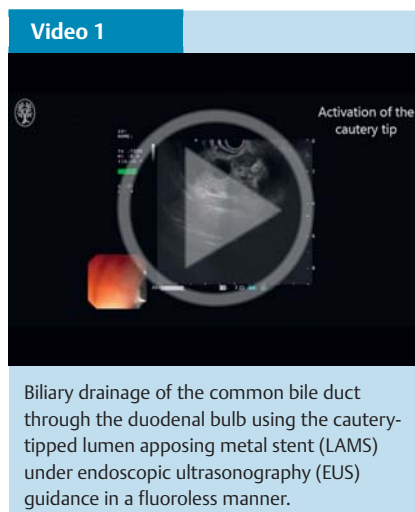 Video 1
Activation of the
cautery tip
Biliary drainage of the common bile duct
through the duodenal bulb using the cautery-
tipped lumen apposing metal stent (LAMS)
under endoscopic ultrasonography (EUS)
guidance in a fluoroless manner.